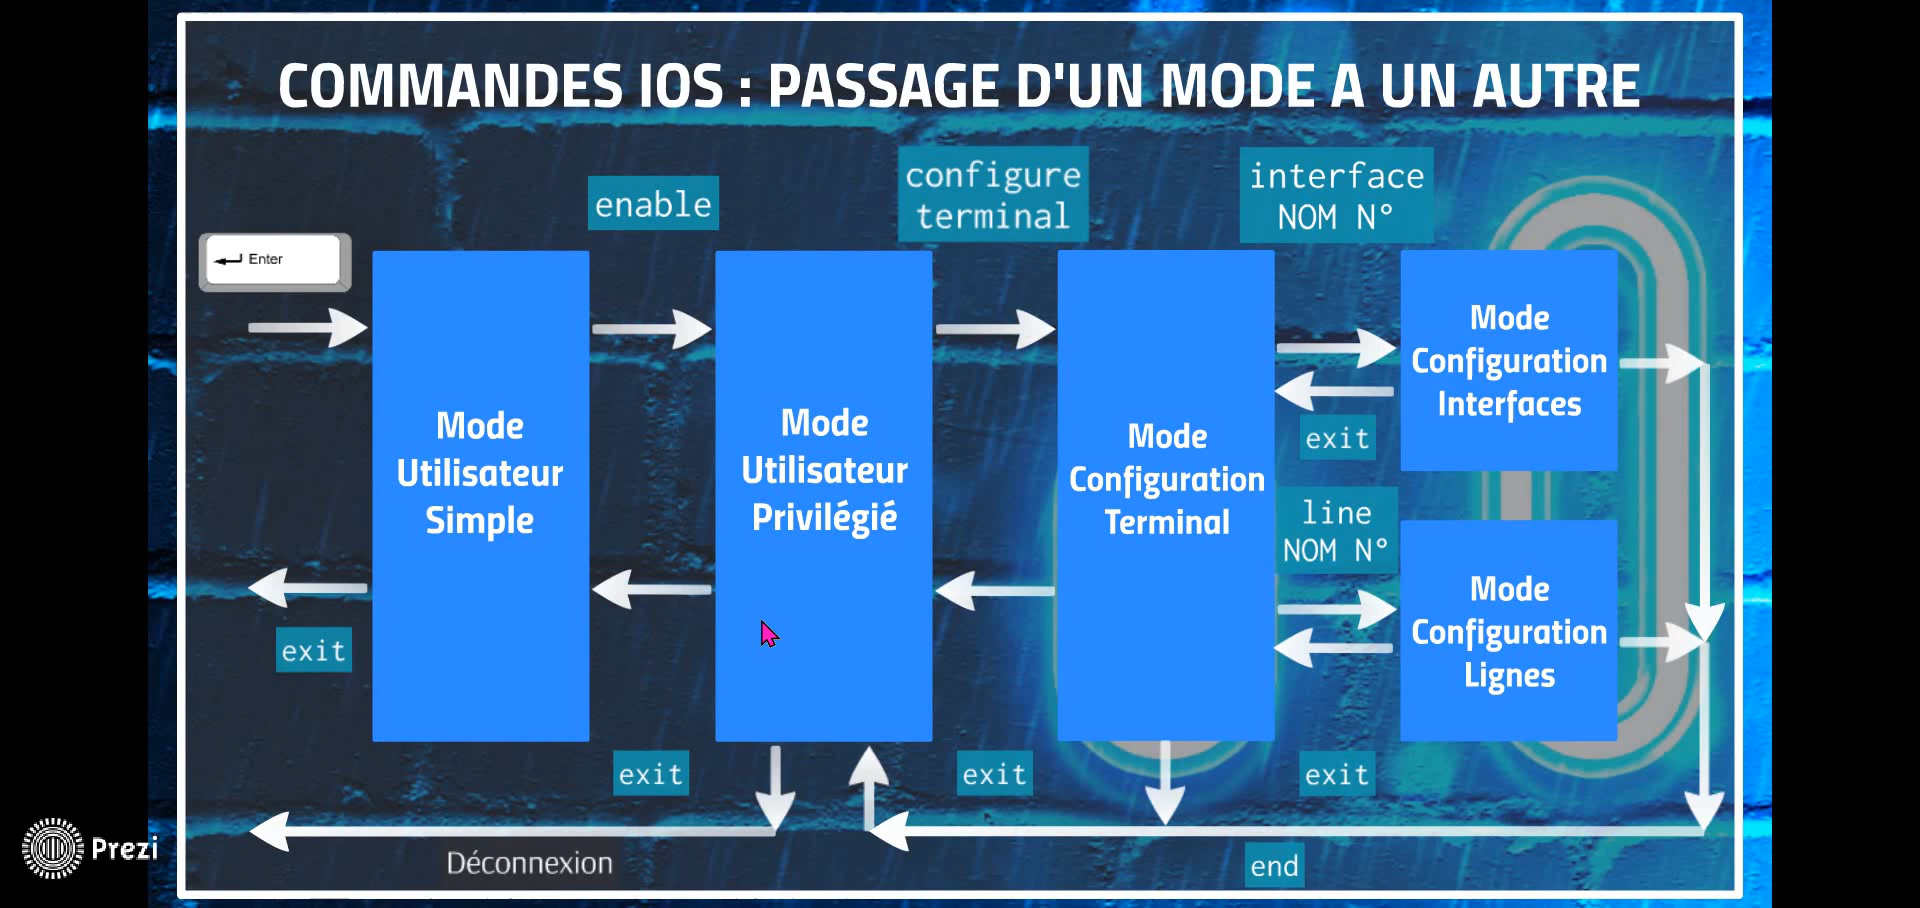 COMMANDES IOS : PASSAGE D'UN MODE A UN AUTRE
enable
configure
terminal
interface
NOM N°
Enter
Mode
Utilisateur
Simple
Mode
Utilisateur
Privilégié
Mode
Configuration
Terminal
Mode
Configuration
Interfaces
exit
line
NOM N°
Mode
Configuration
Lignes
exit
exit
exit
exit
Déconnexion
end
Prezi